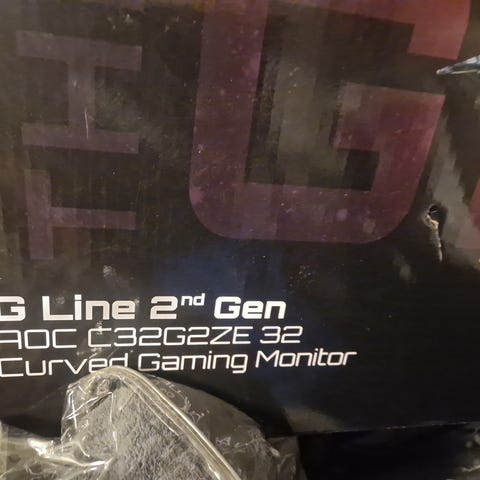 G Line 2nd Gen
AOC C32G2ZE 32
Curved Gaming Monitor